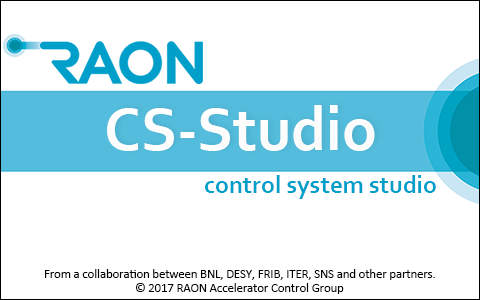 RAON
CS-Studio
control system studio
From a collaboration between BNL, DESY, FRIB, ITER, SNS and other partners.
© 2017 RAON Accelerator Control Group